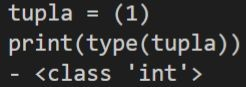 tupla = (1)
print(type(tupla))
- <class 'int'>